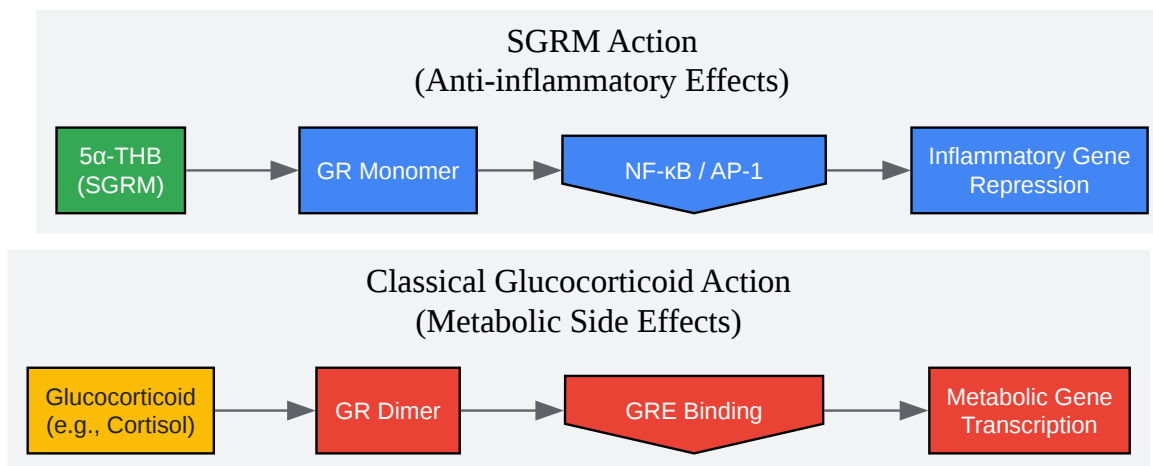 SGRM Action
(Anti-inflammatory Effects)
5α-THB
(SGRM)
GR Monomer
NF-κB / AP-1
Inflammatory Gene
Repression
Classical Glucocorticoid Action
(Metabolic Side Effects)
Glucocorticoid
(e.g., Cortisol)
GR Dimer
GRE Binding
Metabolic Gene
Transcription